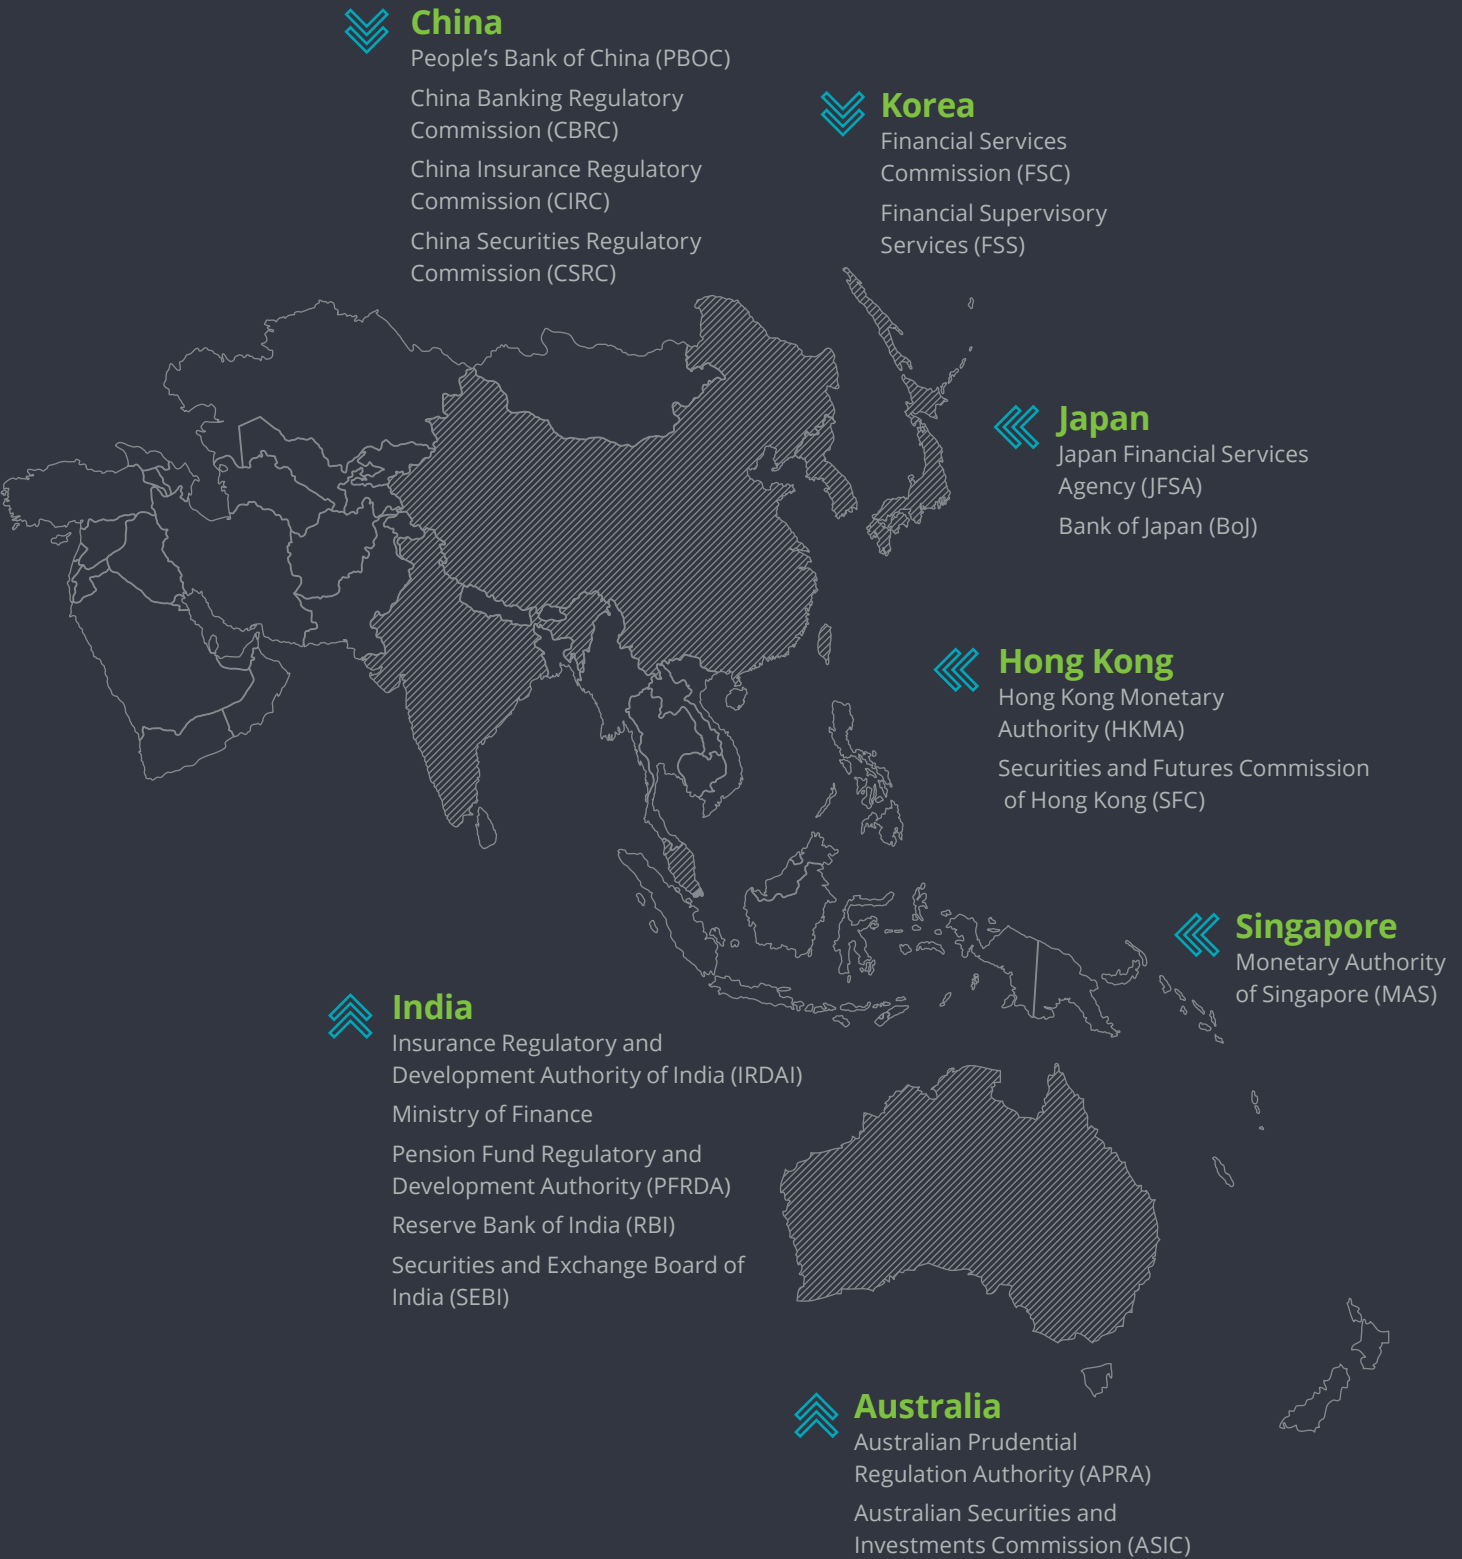 China
People’s Bank of China (PBOC)
China Banking Regulatory
Commission (CBRC)
China Insurance Regulatory
Commission (CIRC)
China Securities Regulatory
Commission (CSRC)
Korea
Financial Services
Commission (FSC)
Financial Supervisory
Services (FSS)
Japan
Japan Financial Services
Agency (JFSA)
Bank of Japan (BoJ)
Hong Kong
Hong Kong Monetary
Authority (HKMA)
Securities and Futures Commission
of Hong Kong (SFC)
Singapore
Monetary Authority
of Singapore (MAS)
India
Insurance Regulatory and
Development Authority of India (IRDAI)
Ministry of Finance
Pension Fund Regulatory and
Development Authority (PFRDA)
Reserve Bank of India (RBI)
Securities and Exchange Board of
India (SEBI)
Australia
Australian Prudential
Regulation Authority (APRA)
Australian Securities and
Investments Commission (ASIC)